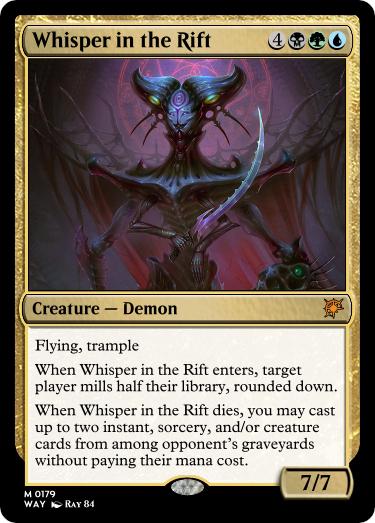 Whisper in the Rift 4
Creature — Demon
Flying, trample
When Whisper in the Rift enters, target
player mills half their library, rounded down.
When Whisper in the Rift dies, you may cast
up to two instant, sorcery, and/or creature
cards from among opponent's graveyards
without paying their mana cost.
7/7
M 0179
WAY Ray 84